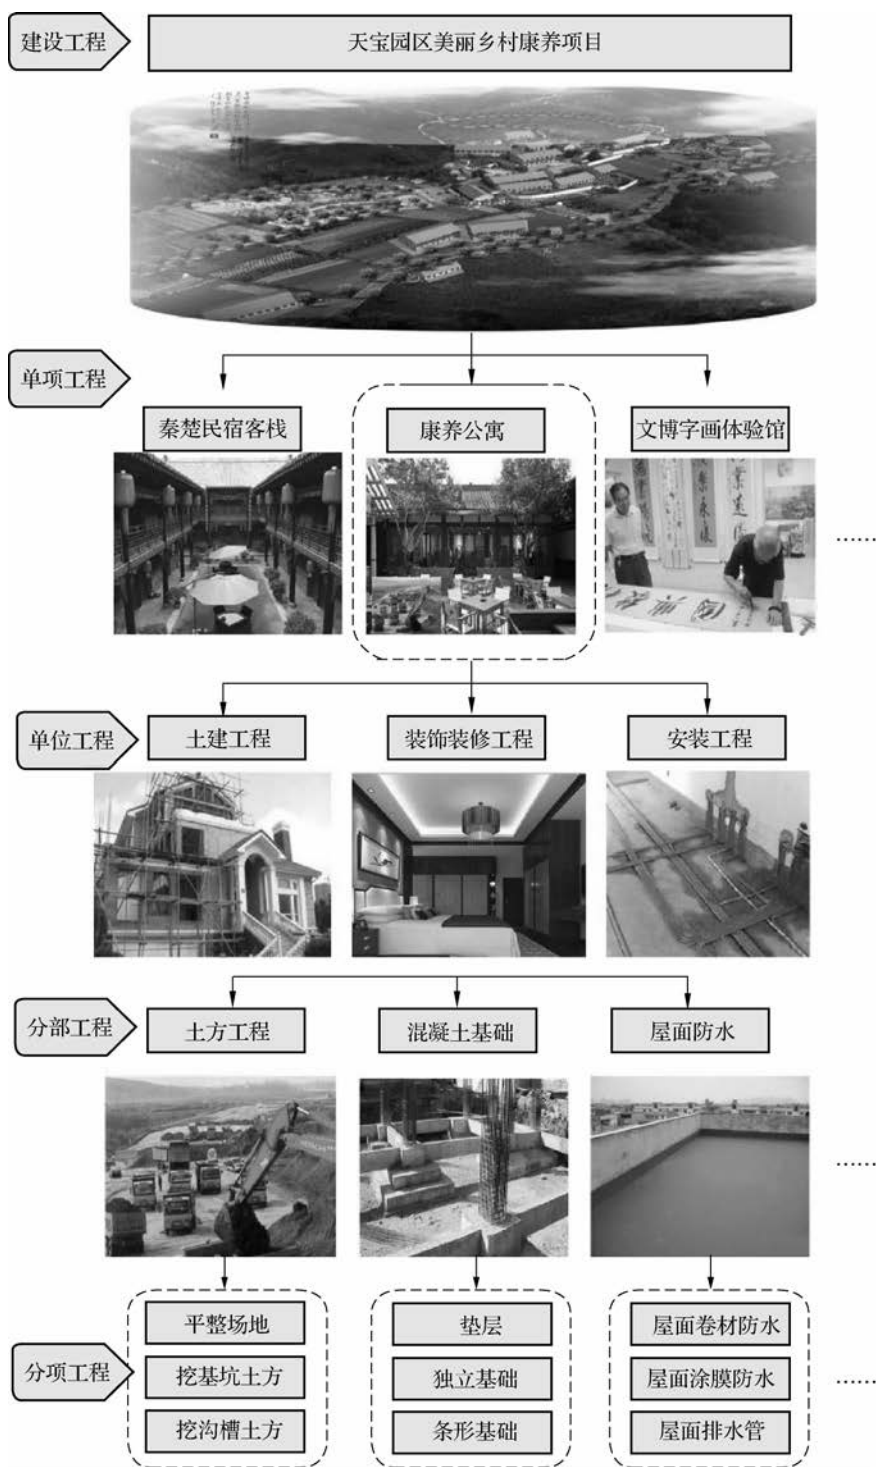 建设工程
天宝园区美丽乡村康养项目
单项工程
秦楚民宿客栈
康养公寓
文博字画体验馆
……
单位工程
土建工程
装饰装修工程
安装工程
分部工程
土方工程
混凝土基础
屋面防水
……
分项工程
平整场地
垫层
屋面卷材防水
挖基坑土方
独立基础
屋面涂膜防水
……
挖沟槽土方
条形基础
屋面排水管